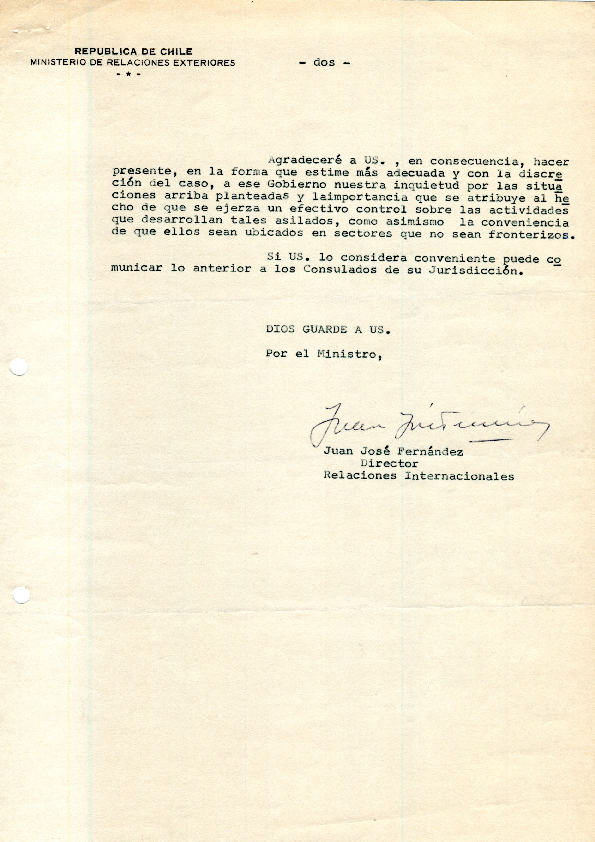 REPUBLICA DE CHILE
MINISTERIO DE RELACIONES EXTERIORES
- ★ -
- dos -
Agradeceré a US. , en consecuencia, hacer
presente, en la forma que estime más adecuada y con la discre
ción del caso, a ese Gobierno nuestra inquietud por las situa
ciones arriba planteadas y laimportancia que se atribuye al he
cho de que se ejerza un efectivo control sobre las actividades
que desarrollan tales asilados, como asimismo la conveniencia
de que ellos sean ubicados en sectores que no sean fronterizos.
Si US. lo considera conveniente puede co
municar lo anterior a los Consulados de su Jurisdicción.
DIOS GUARDE A US.
Por el Ministro,
Juan José Fernández
Director
Relaciones Internacionales